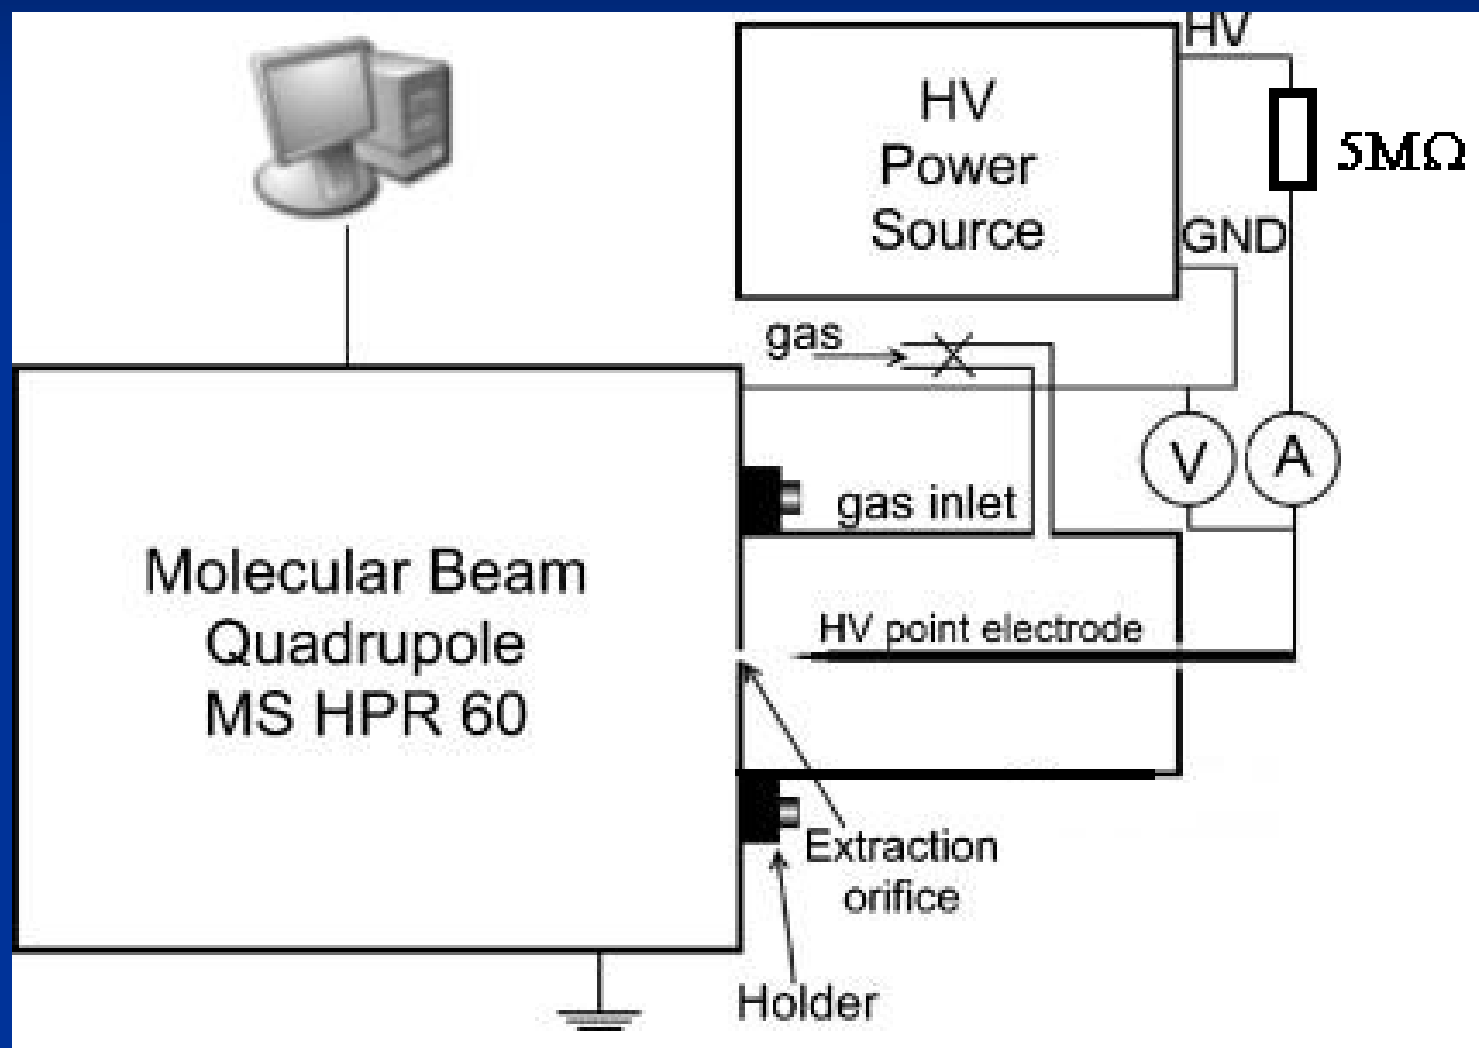 HV
HV
Power
Source
5MΩ
GND
gas
V
A
gas inlet
Molecular Beam
Quadrupole
MS HPR 60
HV point electrode
Extraction
orifice
Holder